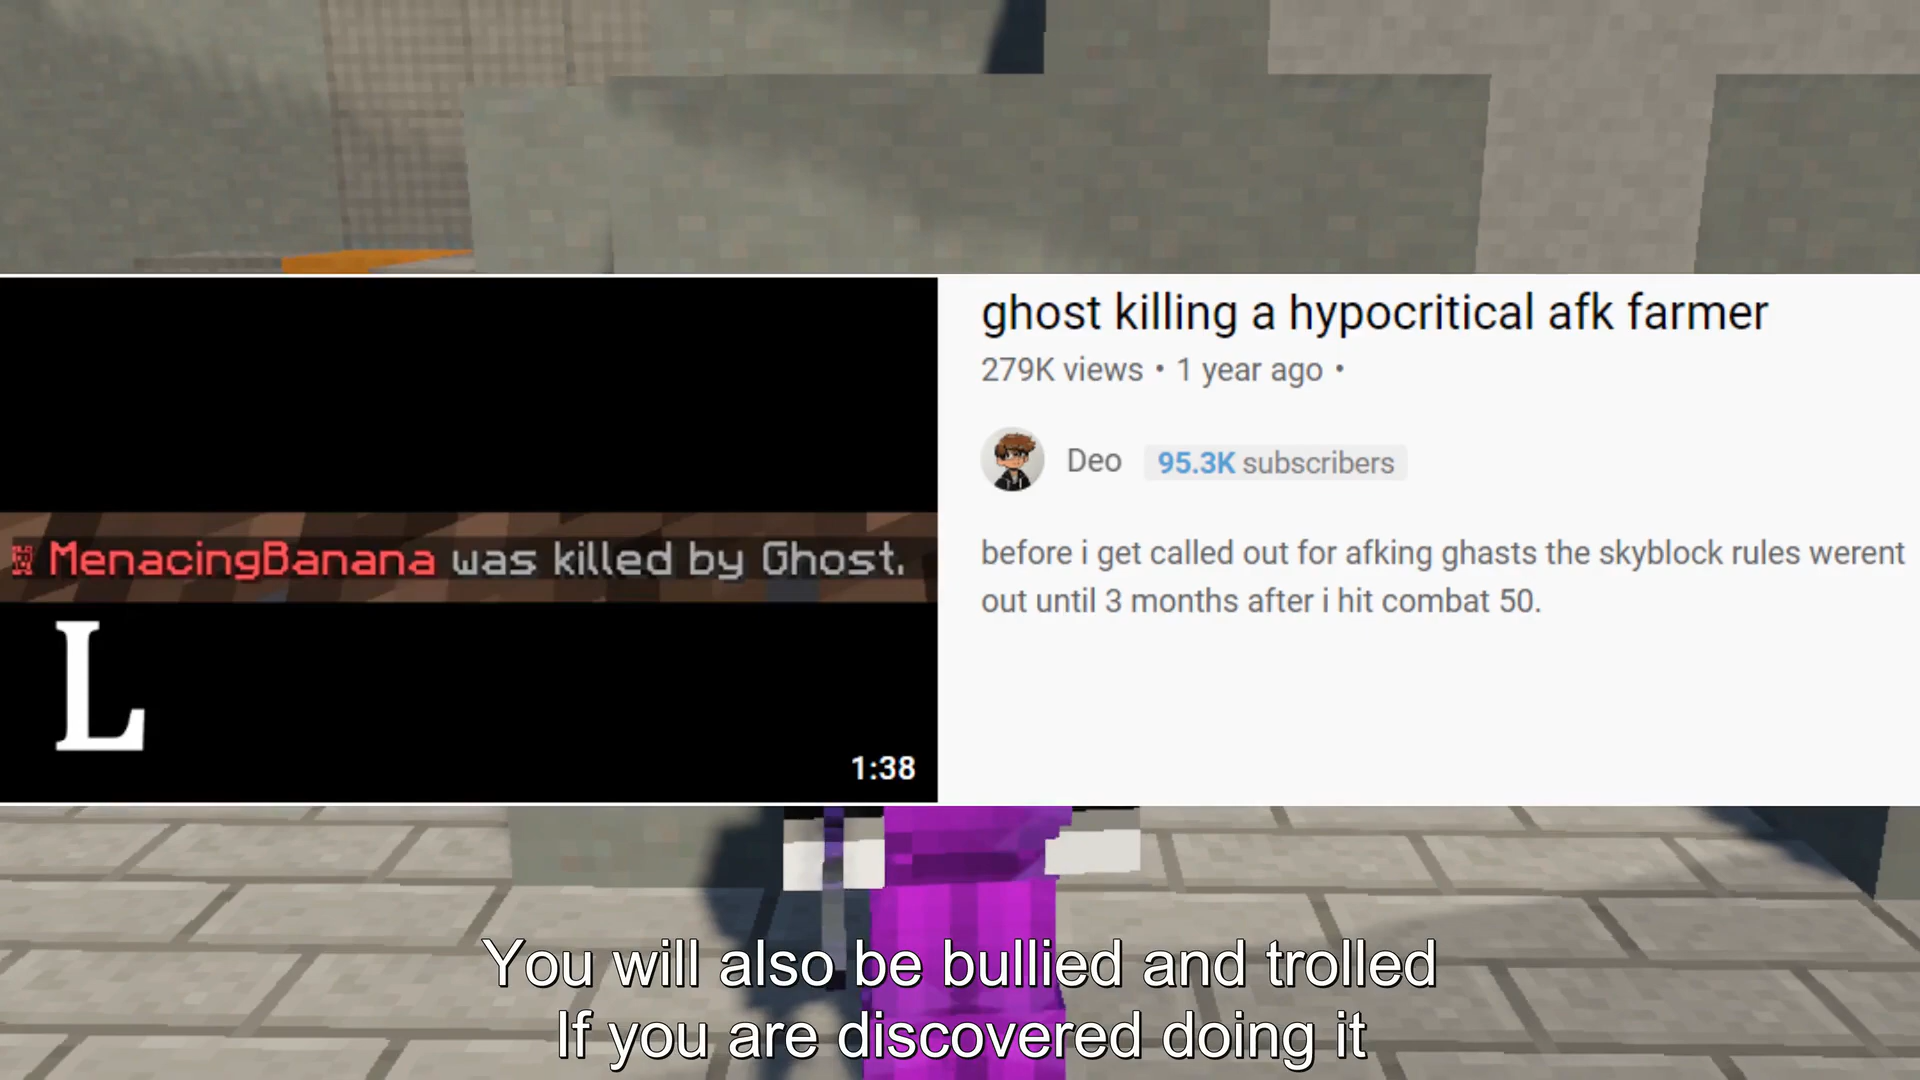 ghost killing a hypocritical afk farmer
279K views • 1 year ago •
Deo 95.3K subscribers
before i get called out for afking ghasts the skyblock rules werent
out until 3 months after i hit combat 50.
MenacingBanana was killed by Ghost.
L
1:38
You will also be bullied and trolled
If you are discovered doing it